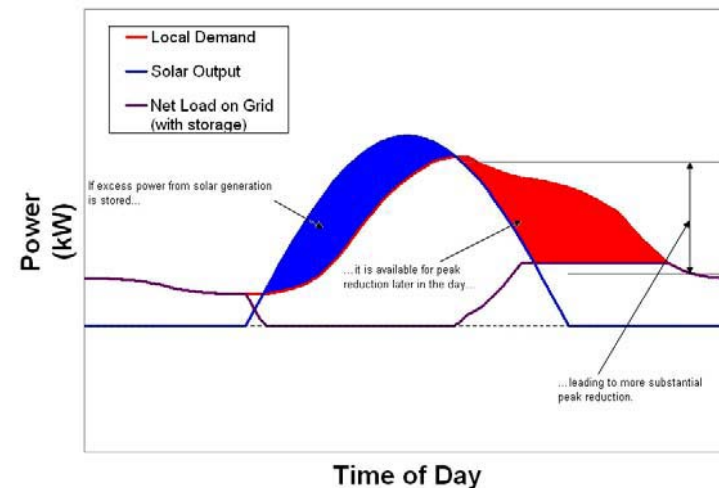 Local Demand
Solar Output
Net Load on Grid
(with storage)
If excess power from solar generation
is stored...
...it is available for peak
reduction later in the day...
...leading to more substantial
peak reduction.
Power
(kW)
Time of Day